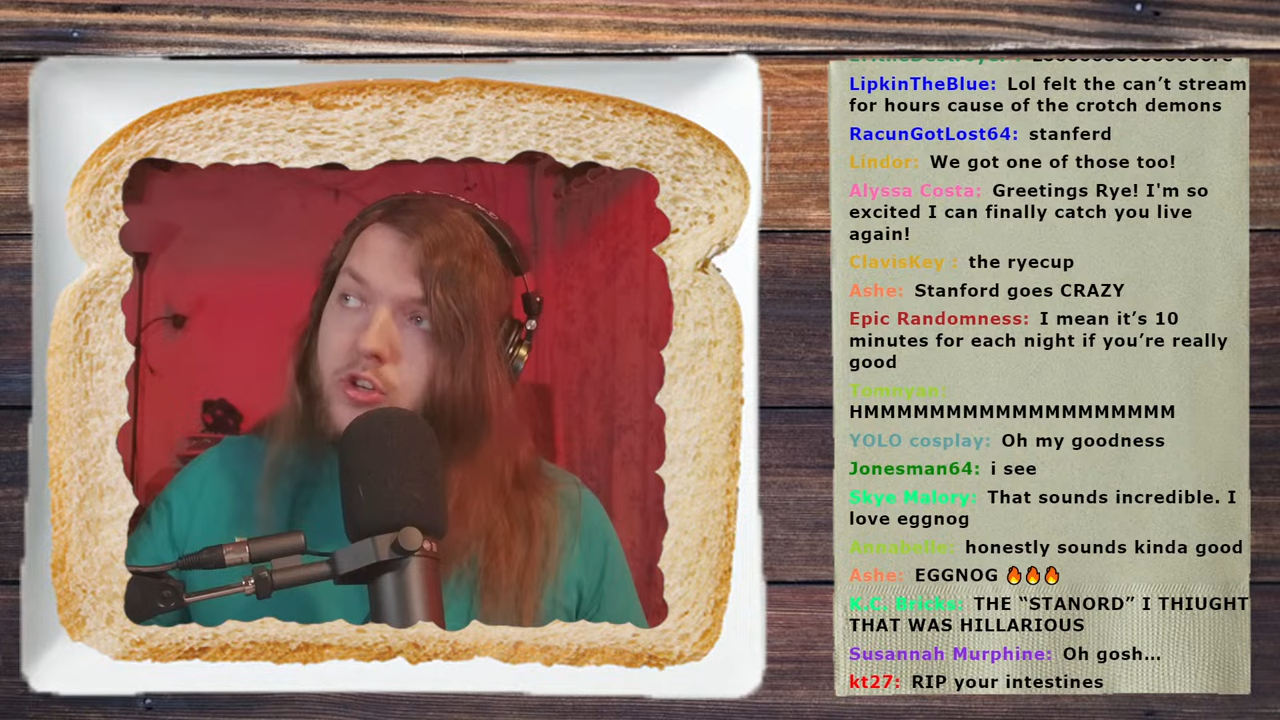 LipkinTheBlue: Lol felt the can’t stream
for hours cause of the crotch demons
RacunGotLost64: stanferd
Lindor: We got one of those too!
Alyssa Costa: Greetings Rye! I'm so
excited I can finally catch you live
again!
ClavisKey : the ryecup
Ashe: Stanford goes CRAZY
Epic Randomness: I mean it’s 10
minutes for each night if you’re really
good
Tomnyan:
HMMMMMMMMMMMMMMMMMMM
YOLO cosplay: Oh my goodness
Jonesman64: i see
Skye Malory: That sounds incredible. I
love eggnog
Annabelle: honestly sounds kinda good
Ashe: EGGNOG 🔥🔥🔥
K.C. Bricks: THE “STANORD” I THIUGHT
THAT WAS HILLARIOUS
Susannah Murphine: Oh gosh...
kt27: RIP your intestines